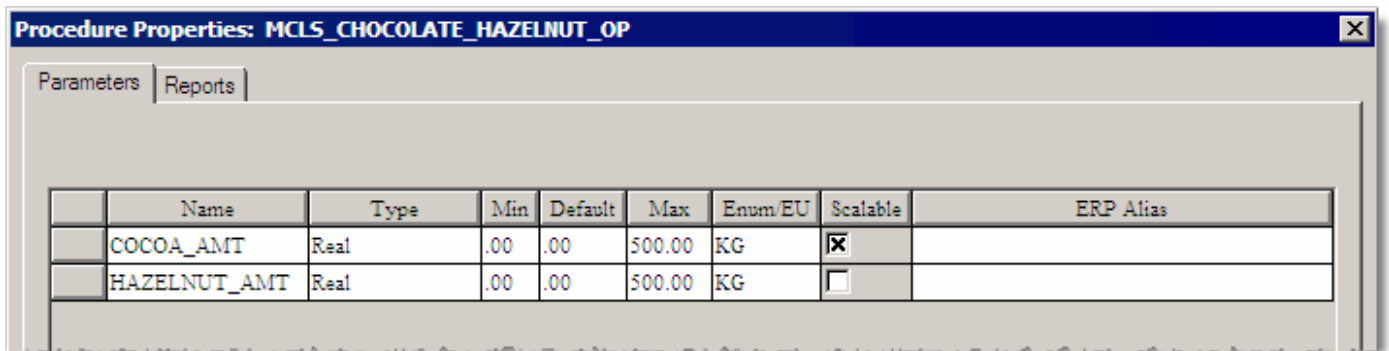 Procedure Properties: MCLS_CHOCOLATE_HAZELNUT_OP
Parameters Reports
Name Type Min Default Max Enum/EU Scalable ERP Alias
COCOA_AMT Real .00 .00 500.00 KG
HAZELNUT_AMT Real .00 .00 500.00 KG